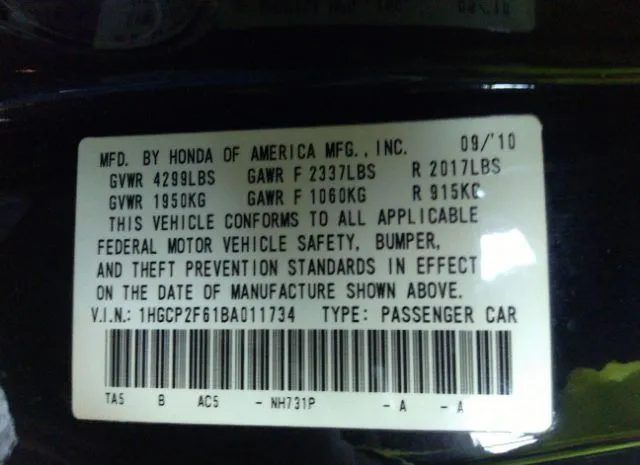 MFD. BY HONDA OF AMERICA MFG., INC. 09/'10
GVWR 4299LBS GAWR F 2337LBS R 2017LBS
GVWR 1950KG GAWR F 1060KG R 915KG
THIS VEHICLE CONFORMS TO ALL APPLICABLE
FEDERAL MOTOR VEHICLE SAFETY, BUMPER,
AND THEFT PREVENTION STANDARDS IN EFFECT
ON THE DATE OF MANUFACTURE SHOWN ABOVE.
V.I.N.: 1HGCP2F61BA011734 TYPE: PASSENGER CAR
TA5 B AC5 - NH731P - A - A